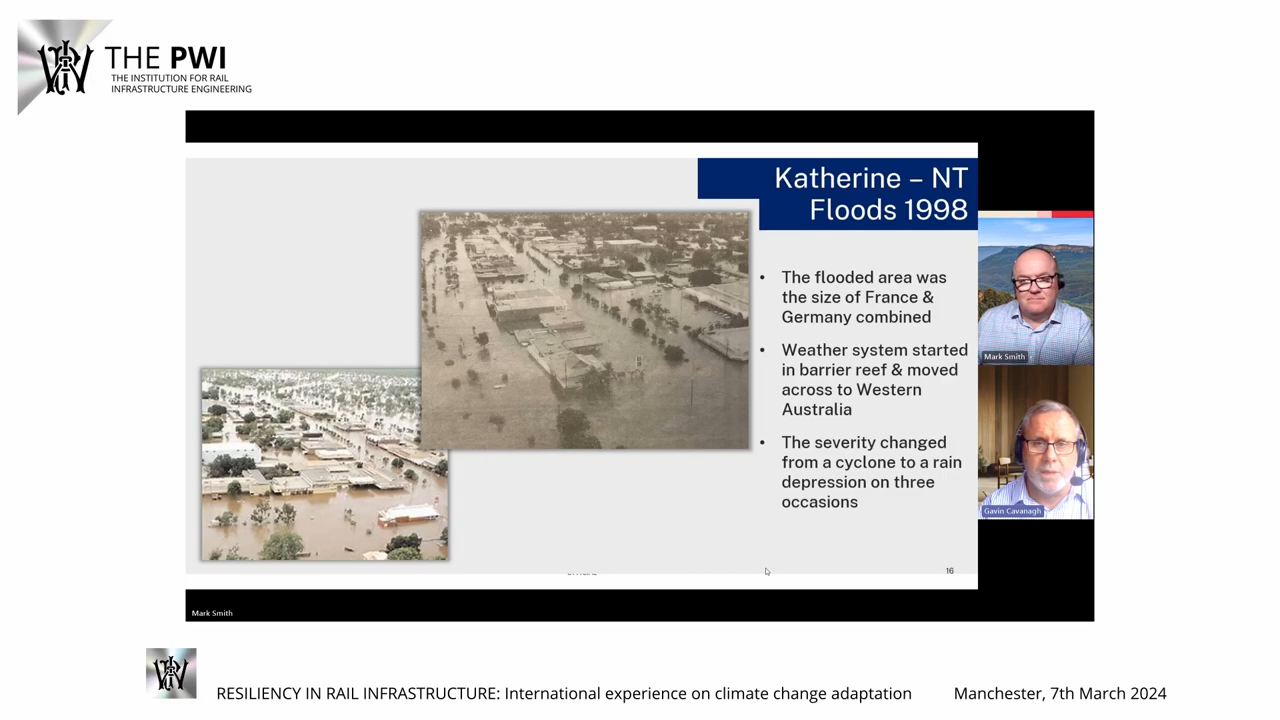 THE PWI
THE INSTITUTION FOR RAIL
INFRASTRUCTURE ENGINEERING
Katherine – NT
Floods 1998
• The flooded area was
the size of France &
Germany combined
• Weather system started
in barrier reef & moved
across to Western
Australia
• The severity changed
from a cyclone to a rain
depression on three
occasions
16
Mark Smith
Gavin Cavanagh
Mark Smith
RESILIENCY IN RAIL INFRASTRUCTURE: International experience on climate change adaptation
Manchester, 7th March 2024